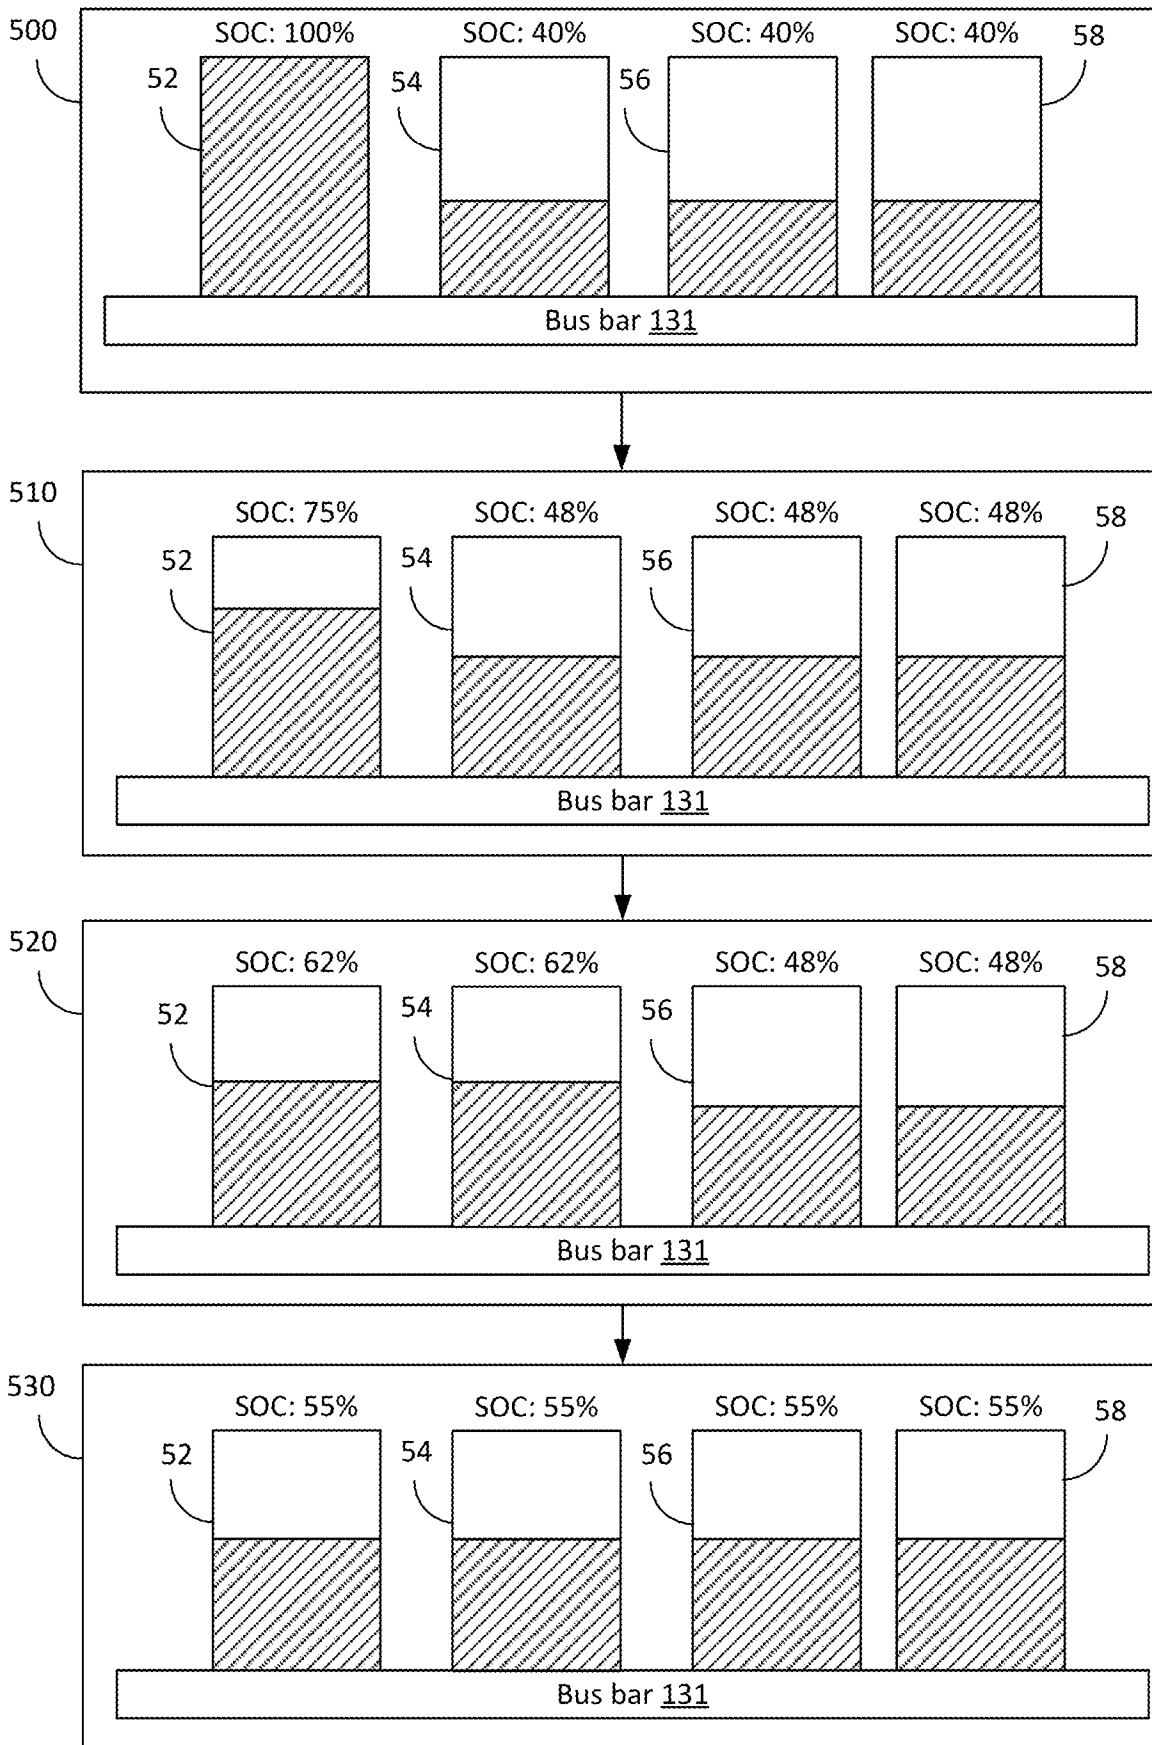 500
SOC: 100%
SOC: 40%
SOC: 40%
SOC: 40%
58
52
54
56
Bus bar 131
510
SOC: 75%
SOC: 48%
SOC: 48%
SOC: 48%
58
52
54
56
Bus bar 131
520
SOC: 62%
SOC: 62%
SOC: 48%
SOC: 48%
58
52
54
56
Bus bar 131
530
SOC: 55%
SOC: 55%
SOC: 55%
SOC: 55%
58
52
54
56
Bus bar 131